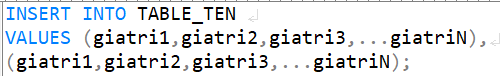 INSERT INTO TABLE_TEN
VALUES (giatri1,giatri2,giatri3,...giatriN),
(giatri1,giatri2,giatri3,...giatriN);